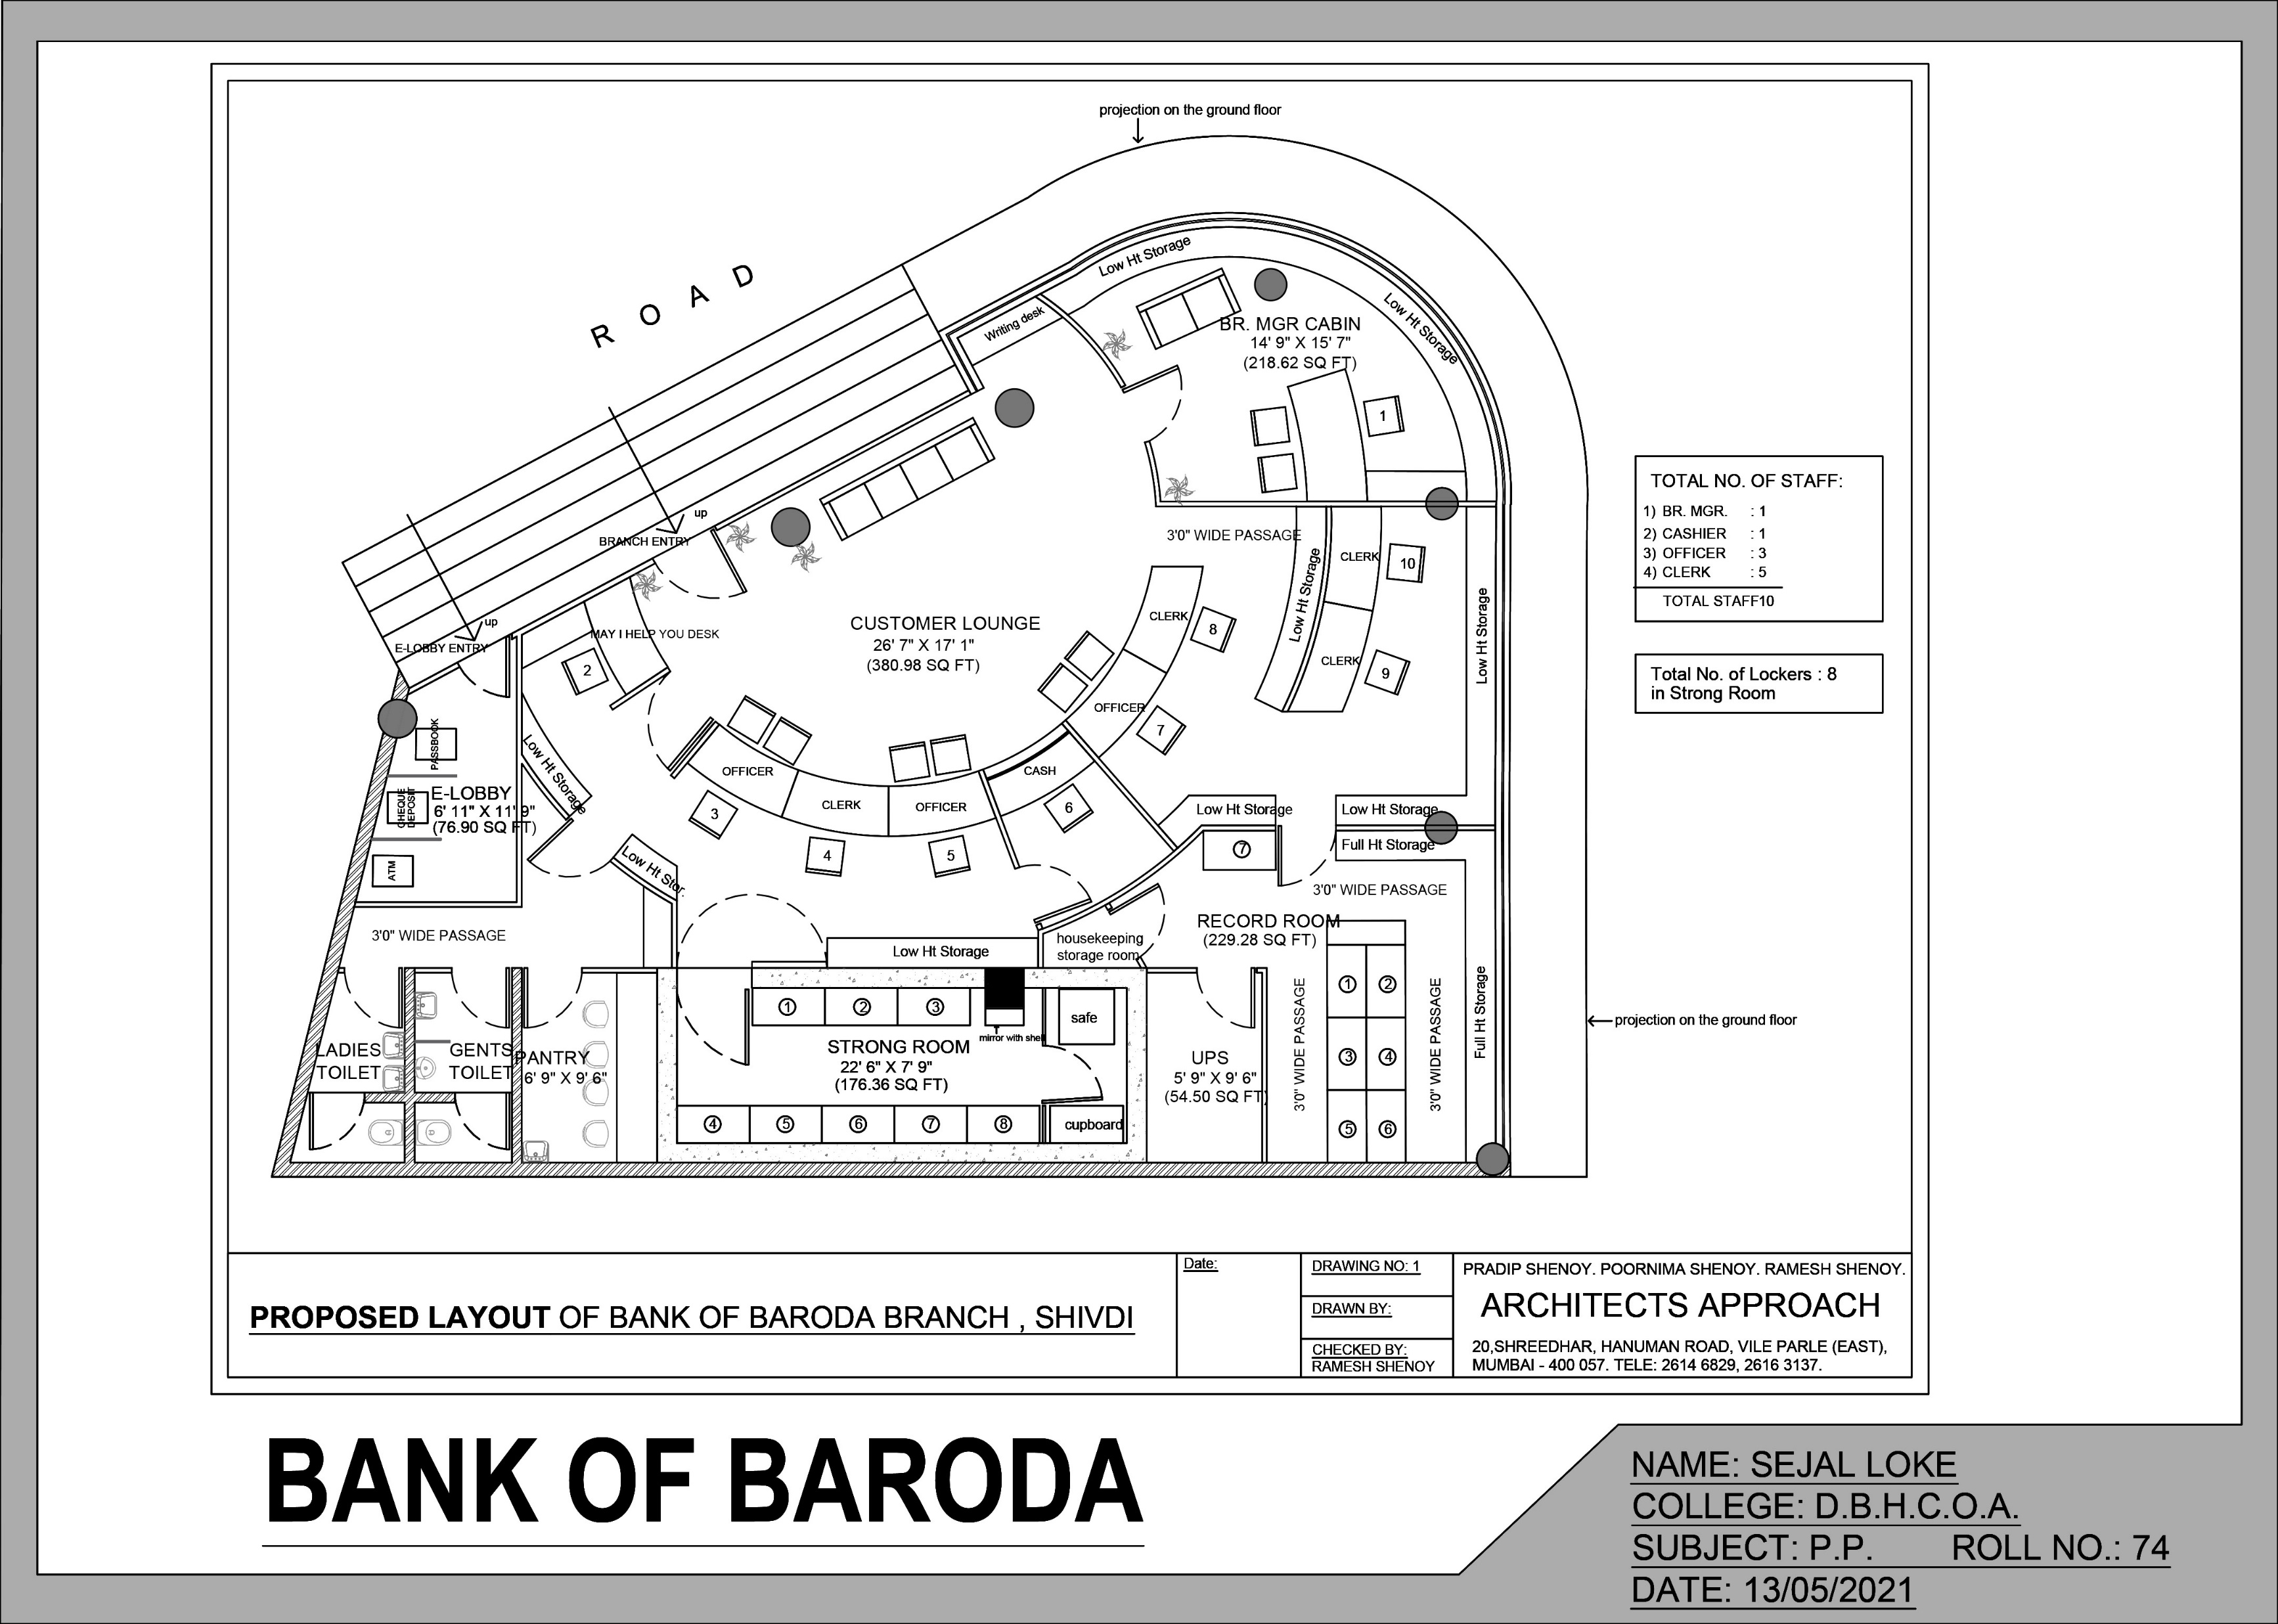 projection on the ground floor
R O A D
Low Ht Storage
Low Ht Storage
Writing desk
BR. MGR CABIN
14' 9" X 15' 7"
(218.62 SQ FT)
1
TOTAL NO. OF STAFF:
1) BR. MGR. : 1
2) CASHIER : 1
3) OFFICER : 3
4) CLERK : 5
TOTAL STAFF10
Total No. of Lockers : 8
in Strong Room
up
BRANCH ENTRY
3'0" WIDE PASSAGE
Low Ht Storage
CLERK
10
CLERK
9
Low Ht Storage
up
E-LOBBY ENTRY
MAY I HELP YOU DESK
2
CUSTOMER LOUNGE
26' 7" X 17' 1"
(380.98 SQ FT)
CLERK
8
OFFICER
7
PASSBOOK
CHEQUE
DEPOSIT
ATM
E-LOBBY
6' 11" X 11' 9"
(76.90 SQ FT)
Low Ht Storage
Low Ht Stor.
OFFICER
3
CLERK
4
OFFICER
5
CASH
6
Low Ht Storage
Low Ht Storage
7
Full Ht Storage
3'0" WIDE PASSAGE
3'0" WIDE PASSAGE
Low Ht Storage
housekeeping
storage room
RECORD ROOM
(229.28 SQ FT)
1
2
3
mirror with shelf
safe
3'0" WIDE PASSAGE
1
2
3
4
5
6
3'0" WIDE PASSAGE
Full Ht Storage
projection on the ground floor
LADIES
TOILET
GENTS
TOILET
PANTRY
6' 9" X 9' 6"
STRONG ROOM
22' 6" X 7' 9"
(176.36 SQ FT)
UPS
5' 9" X 9' 6"
(54.50 SQ FT)
4
5
6
7
8
cupboard
PROPOSED LAYOUT OF BANK OF BARODA BRANCH , SHIVDI
Date:
DRAWING NO: 1
DRAWN BY:
CHECKED BY:
RAMESH SHENOY
PRADIP SHENOY. POORNIMA SHENOY. RAMESH SHENOY.
ARCHITECTS APPROACH
20,SHREEDHAR, HANUMAN ROAD, VILE PARLE (EAST),
MUMBAI - 400 057. TELE: 2614 6829, 2616 3137.
BANK OF BARODA
NAME: SEJAL LOKE
COLLEGE: D.B.H.C.O.A.
SUBJECT: P.P. ROLL NO.: 74
DATE: 13/05/2021